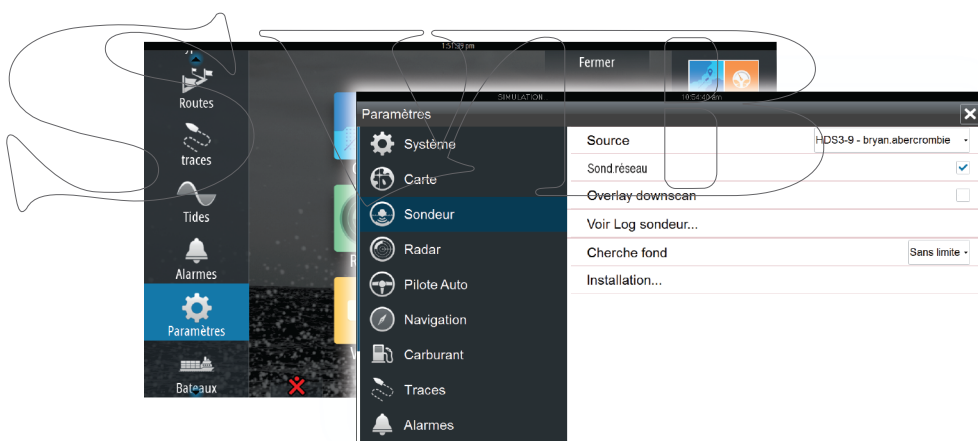 1:51:59 pm
Fermer
Routes
traces
Tides
Alarmes
Paramètres
Bateaux
SIMULATION 10:54:40 am
Paramètres
Système
Carte
Sondeur
Radar
Pilote Auto
Navigation
Carburant
Traces
Alarmes
Source HDS3-9 - bryan.abercrombie
Sond.réseau
Overlay downscan
Voir Log sondeur...
Cherche fond Sans limite
Installation...